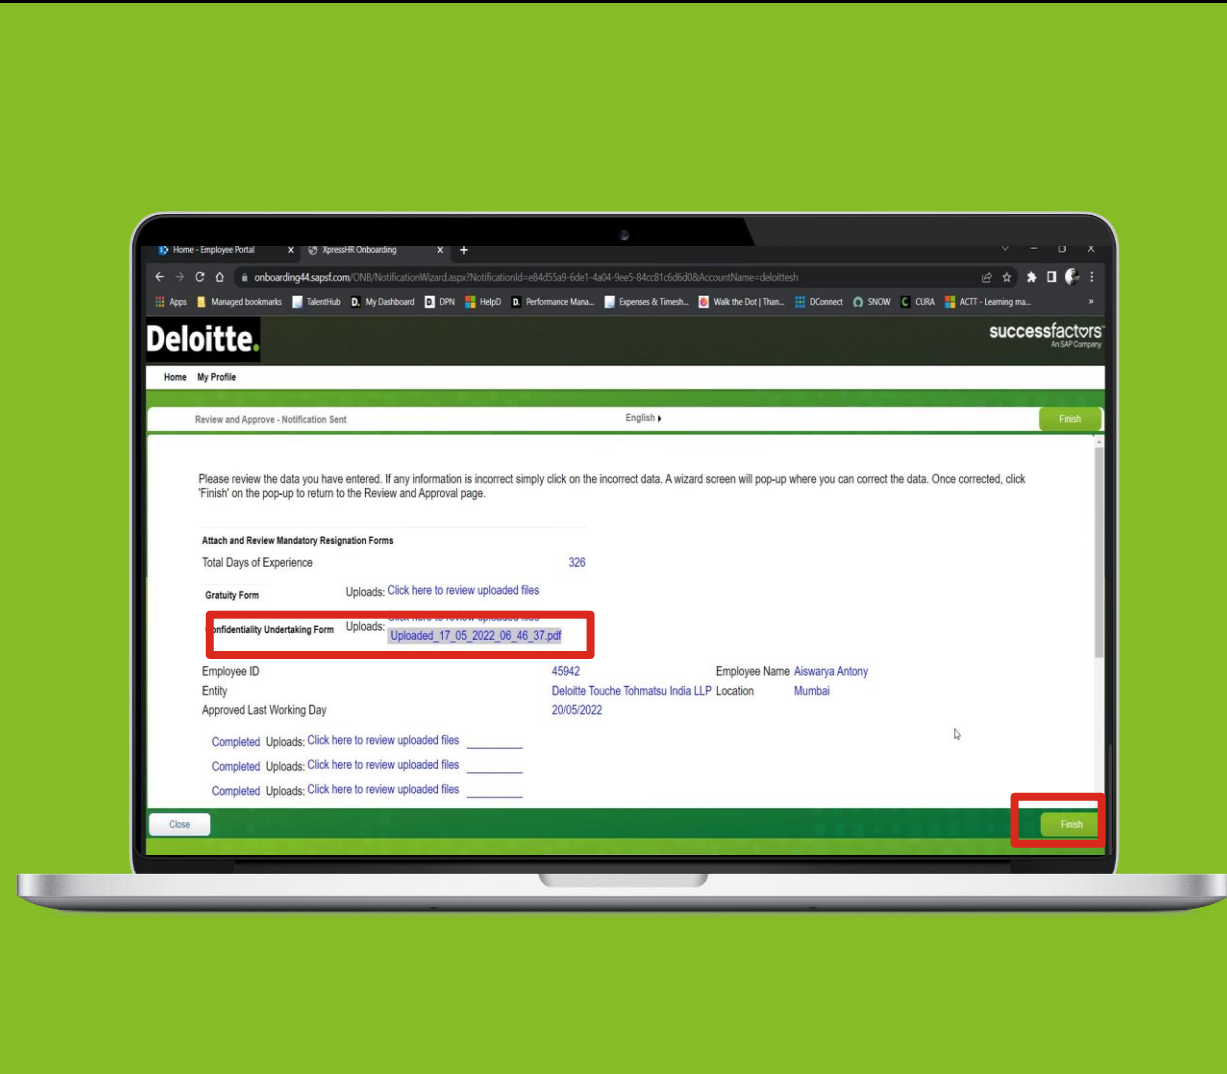 Home - Employee Portal x XpressHR Onboarding x +
onboarding44.sapsf.com/ONB/NotificationWizard.aspx?NotificationId=e84d55a9-6de1-4a04-9ee5-84cc81c6d6d0&AccountName=deloittesh
Apps Managed bookmarks TalentHub D. My Dashboard D. DPN HelpD D. Performance Mana... Expenses & Timesh... Walk the Dot | Than... DConnect SNOW C CURA ACTT - Learning ma... »
Deloitte. successfactors
An SAP Company
Home My Profile
Review and Approve - Notification Sent English Finish
Please review the data you have entered. If any information is incorrect simply click on the incorrect data. A wizard screen will pop-up where you can correct the data. Once corrected, click
'Finish' on the pop-up to return to the Review and Approval page.
Attach and Review Mandatory Resignation Forms
Total Days of Experience 326
Gratuity Form Uploads: Click here to review uploaded files
Click here to review uploaded files
Confidentiality Undertaking Form Uploads:
Uploaded_17_05_2022_06_46_37.pdf
Employee ID 45942 Employee Name Aiswarya Antony
Entity Deloitte Touche Tohmatsu India LLP Location Mumbai
Approved Last Working Day 20/05/2022
Completed Uploads: Click here to review uploaded files
Completed Uploads: Click here to review uploaded files
Completed Uploads: Click here to review uploaded files
Close Finish